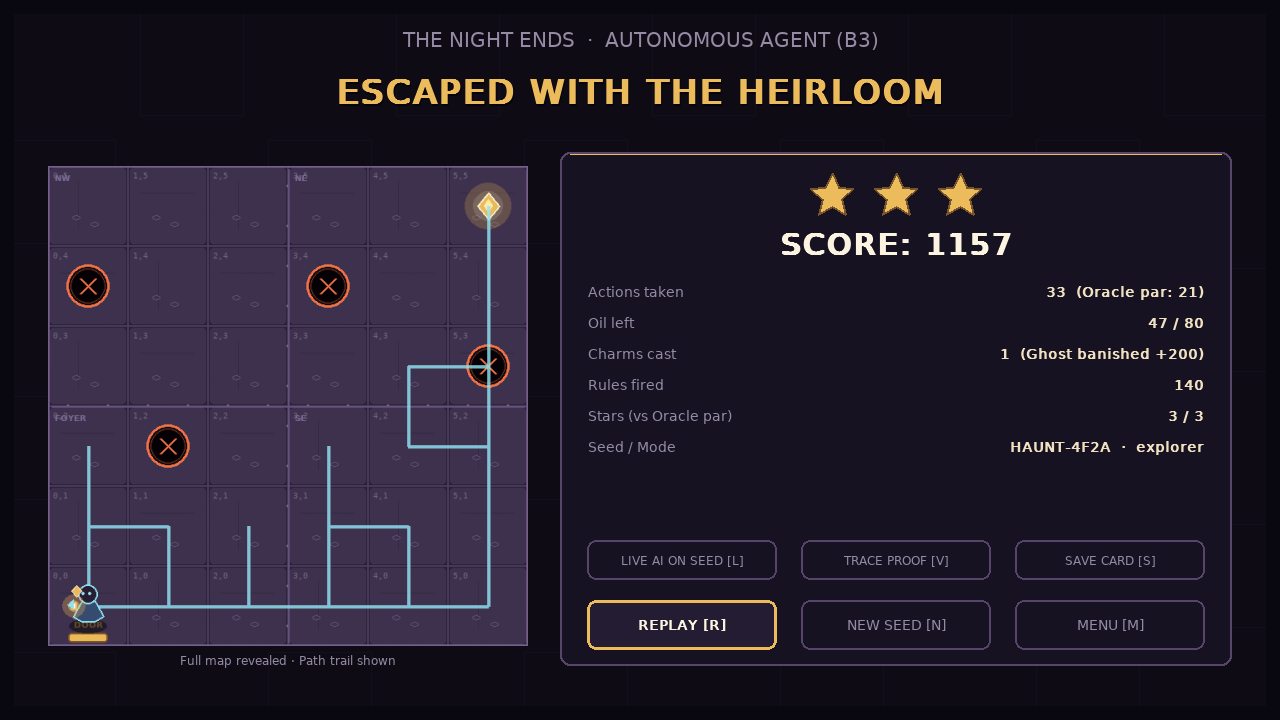 THE NIGHT ENDS · AUTONOMOUS AGENT (B3)
ESCAPED WITH THE HEIRLOOM
NW 1,5 2,5 NE 4,5 5,5
0,4 1,4 2,4 3,4 4,4 5,4
0,3 1,3 2,3 3,3 4,3 5,3
FOYER 1,2 2,2 SE 4,2 5,2
0,1 1,1 2,1 3,1 4,1 5,1
0,0 1,0 2,0 3,0 4,0 5,0
DOOR
Full map revealed · Path trail shown
SCORE: 1157
Actions taken 33 (Oracle par: 21)
Oil left 47 / 80
Charms cast 1 (Ghost banished +200)
Rules fired 140
Stars (vs Oracle par) 3 / 3
Seed / Mode HAUNT-4F2A · explorer
LIVE AI ON SEED [L] TRACE PROOF [V] SAVE CARD [S]
REPLAY [R] NEW SEED [N] MENU [M]